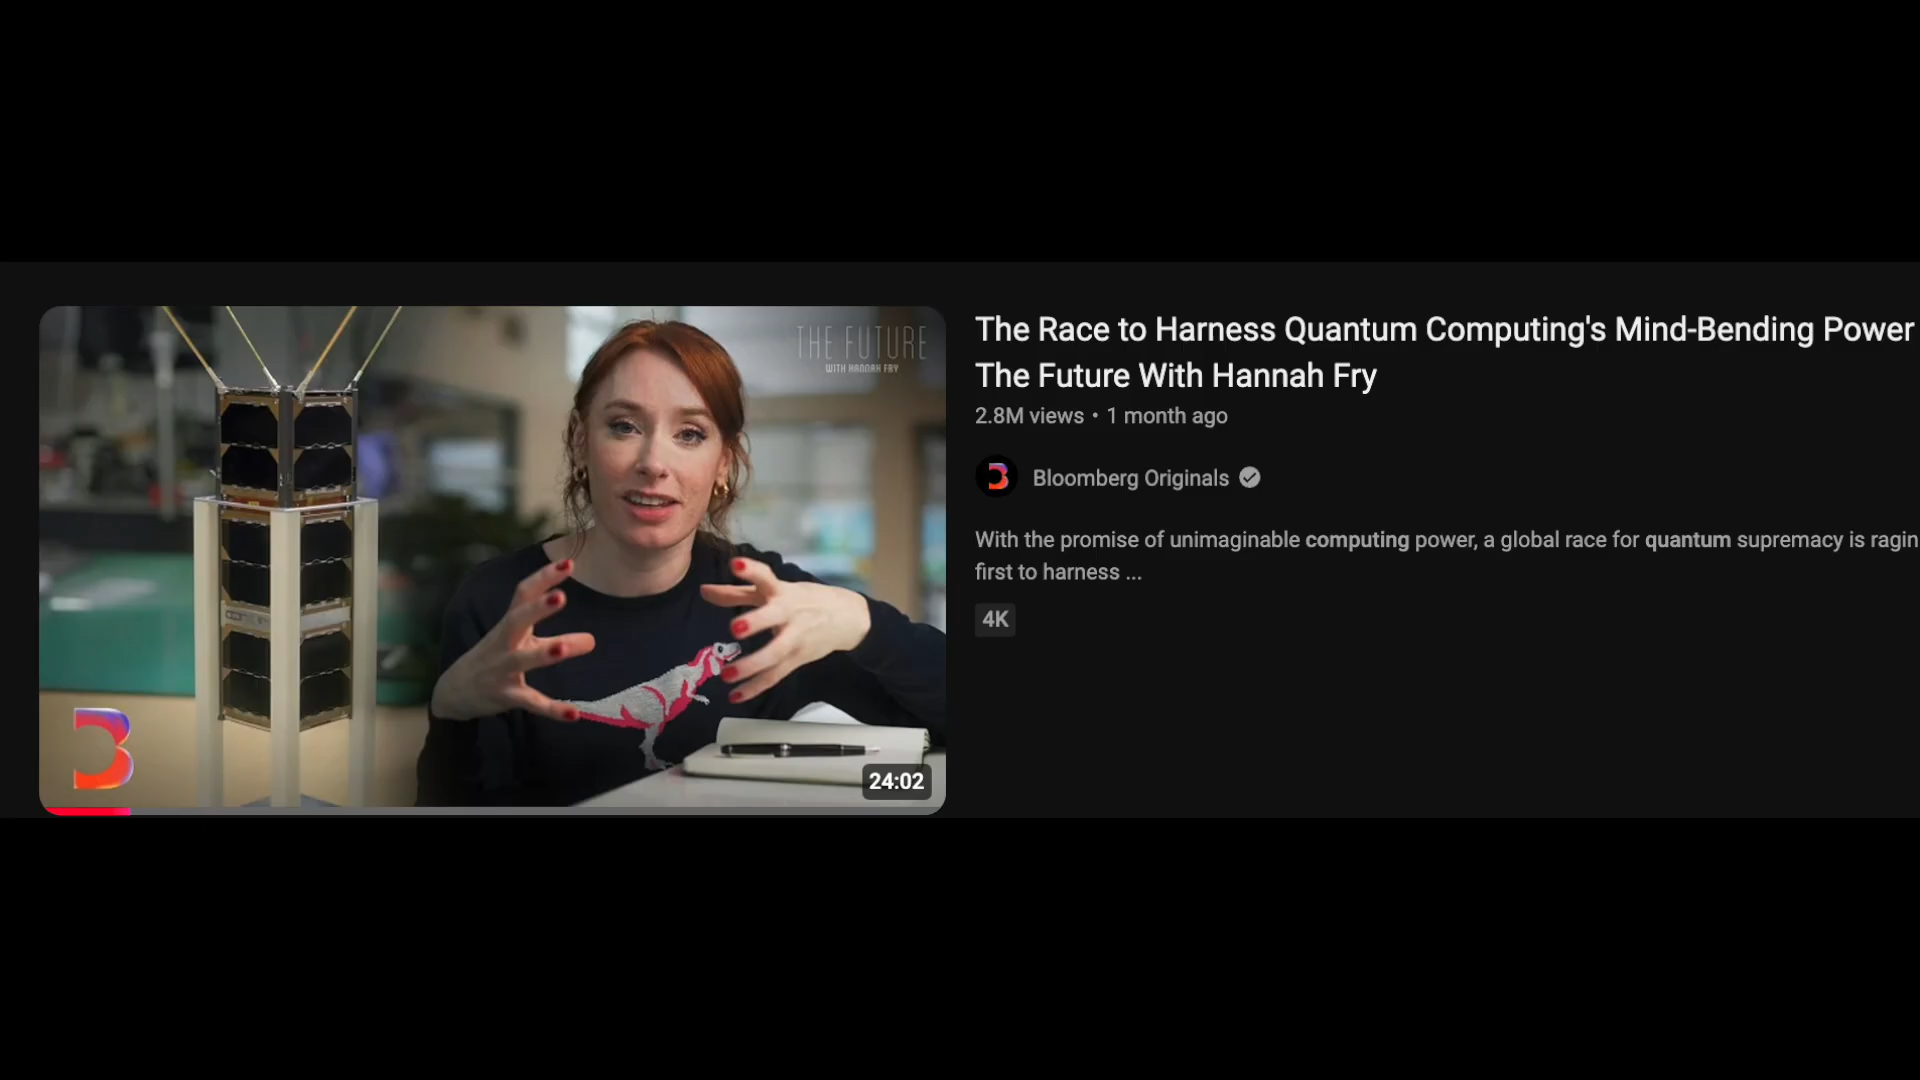 THE FUTURE
WITH HANNAH FRY
24:02
The Race to Harness Quantum Computing's Mind-Bending Power
The Future With Hannah Fry
2.8M views • 1 month ago
Bloomberg Originals
With the promise of unimaginable computing power, a global race for quantum supremacy is ragin
first to harness ...
4K